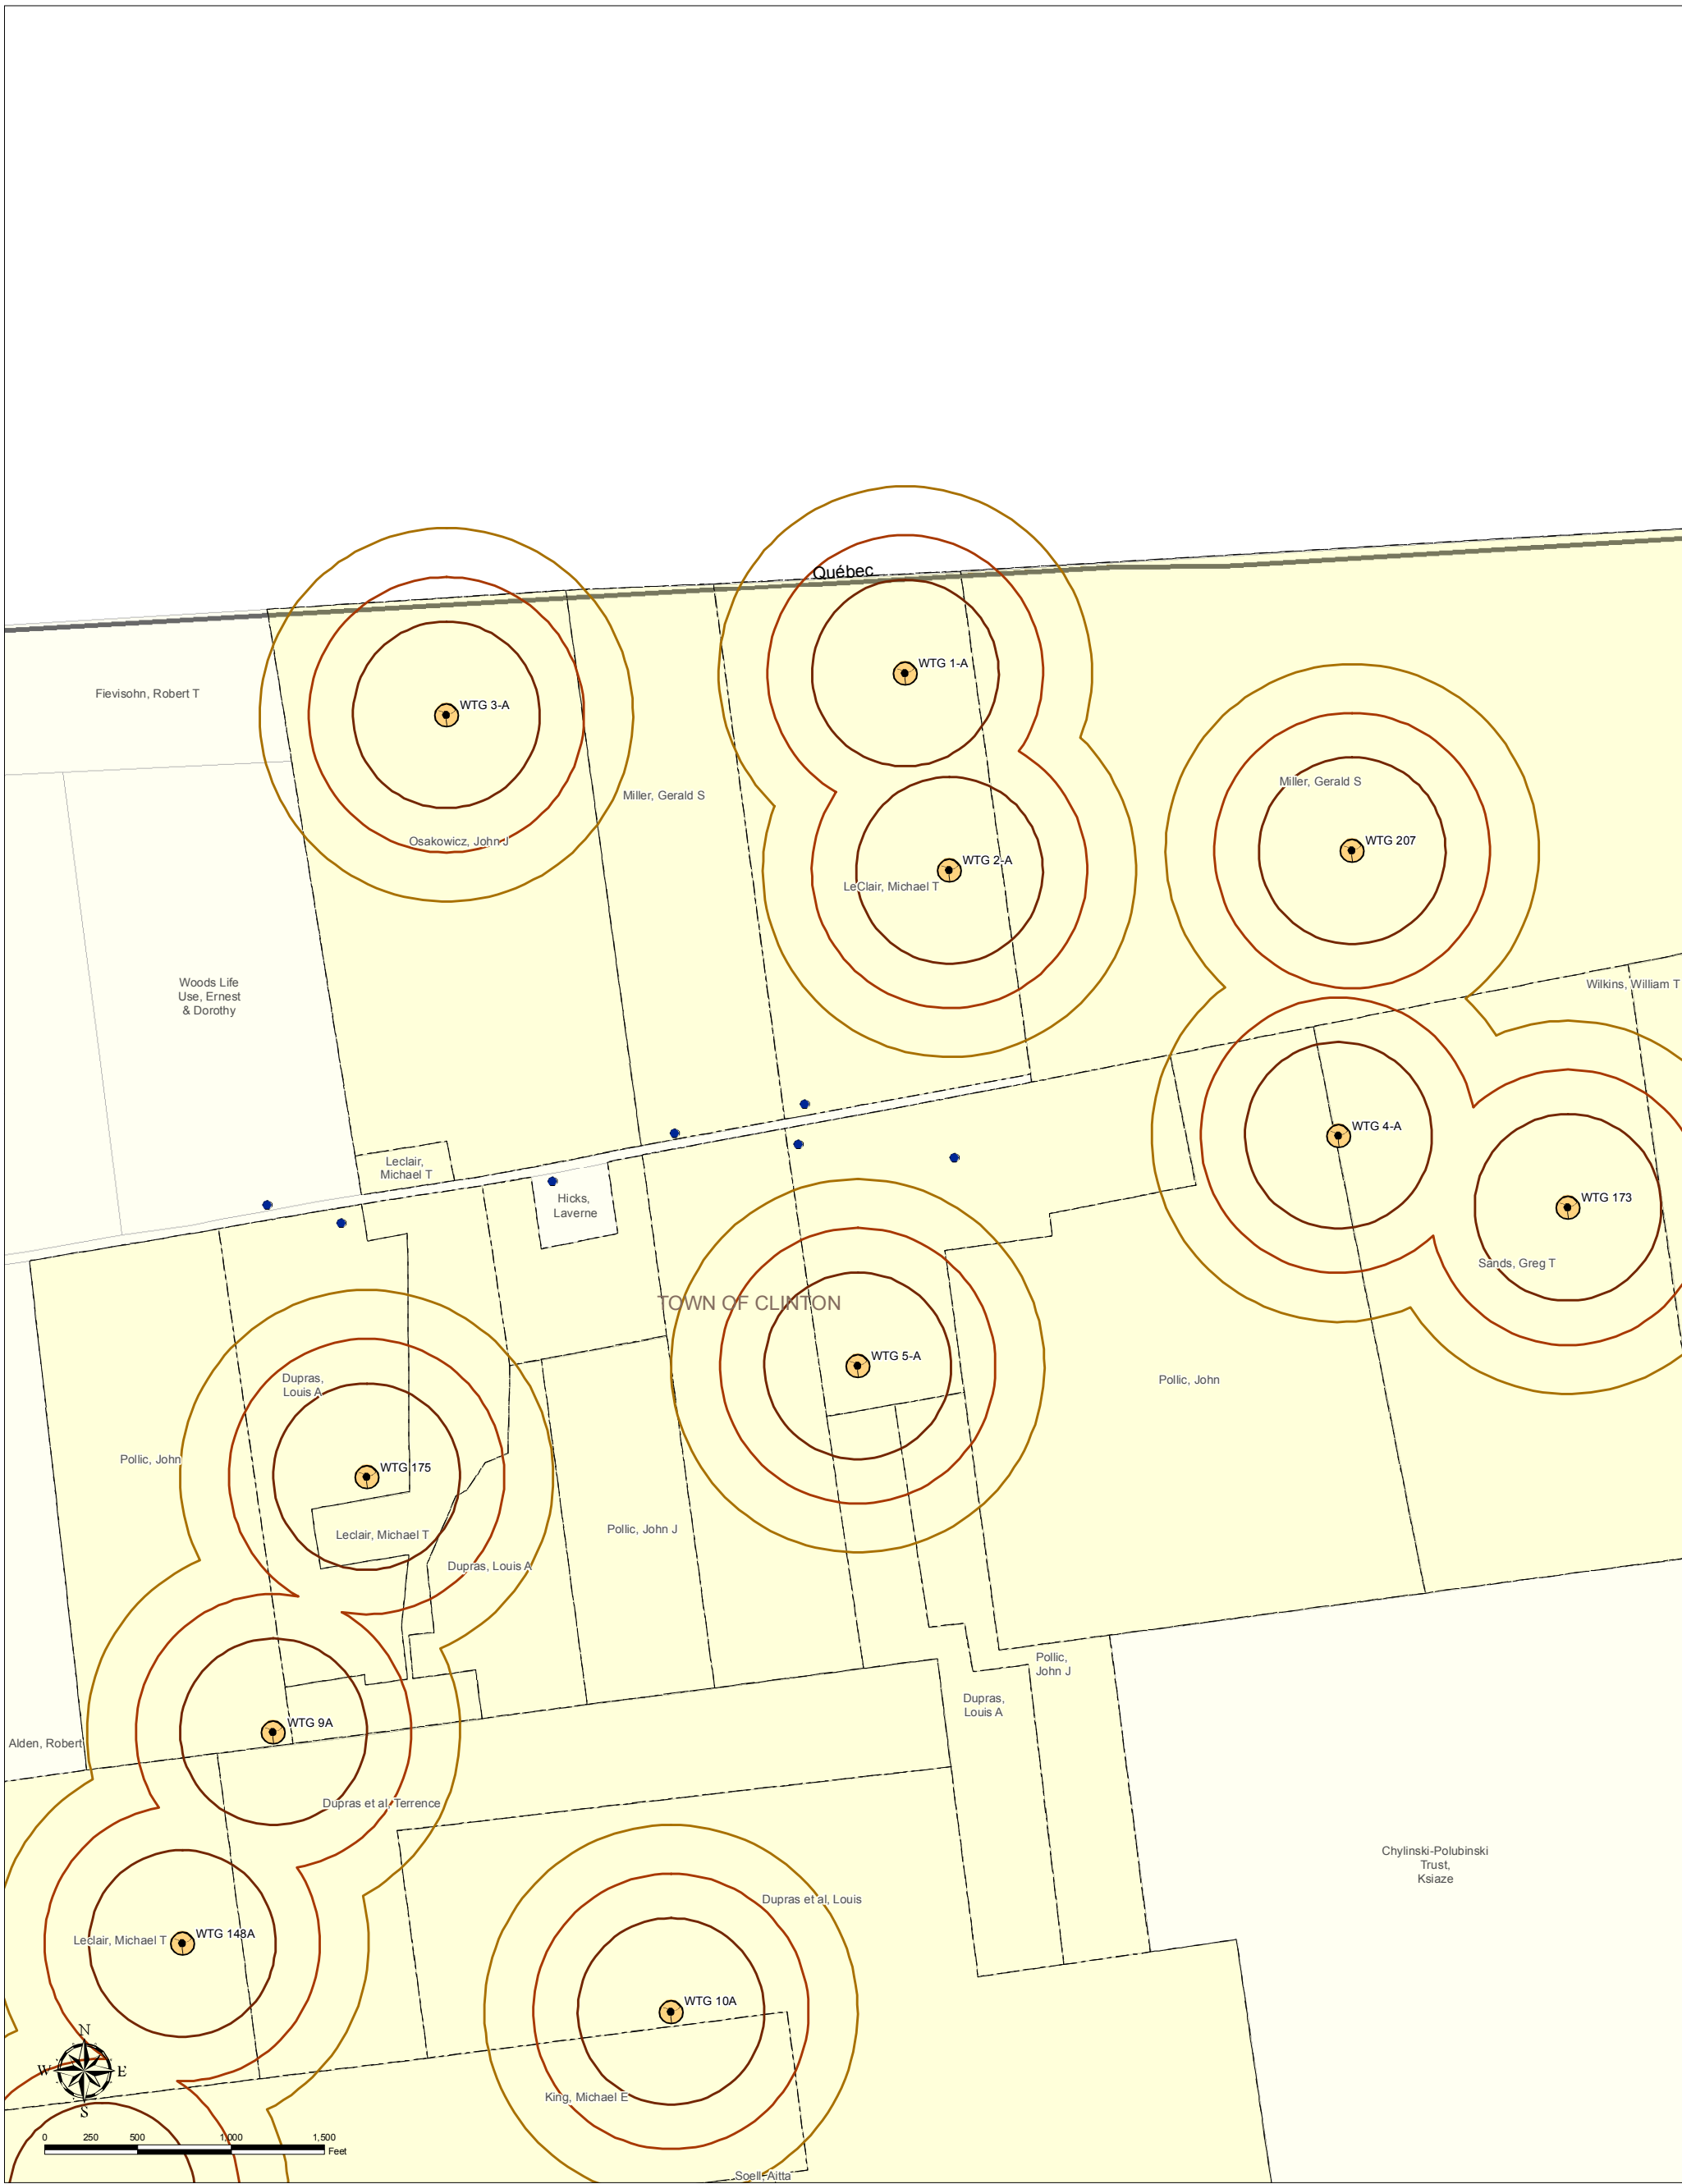 Québec
WTG 1-A
Fievisohn, Robert T
WTG 3-A
Miller, Gerald S
Miller, Gerald S
Osakowicz, John J
WTG 207
WTG 2-A
LeClair, Michael T
Woods Life
Use, Ernest
& Dorothy
Wilkins, William T
WTG 4-A
Leclair,
Michael T
Hicks,
Laverne
WTG 173
Sands, Greg T
TOWN OF CLINTON
WTG 5-A
Dupras,
Louis A
Pollic, John
Pollic, John
WTG 175
Leclair, Michael T
Pollic, John J
Dupras, Louis A
Pollic,
John J
Dupras,
Louis A
WTG 9A
Alden, Robert
Dupras et al, Terrence
Chylinski-Polubinski
Trust,
Ksiaze
Dupras et al, Louis
WTG 148A
Leclair, Michael T
WTG 10A
N
W
E
S
King, Michael E
0 250 500 1,000 1,500
Feet
Soell, Aitta